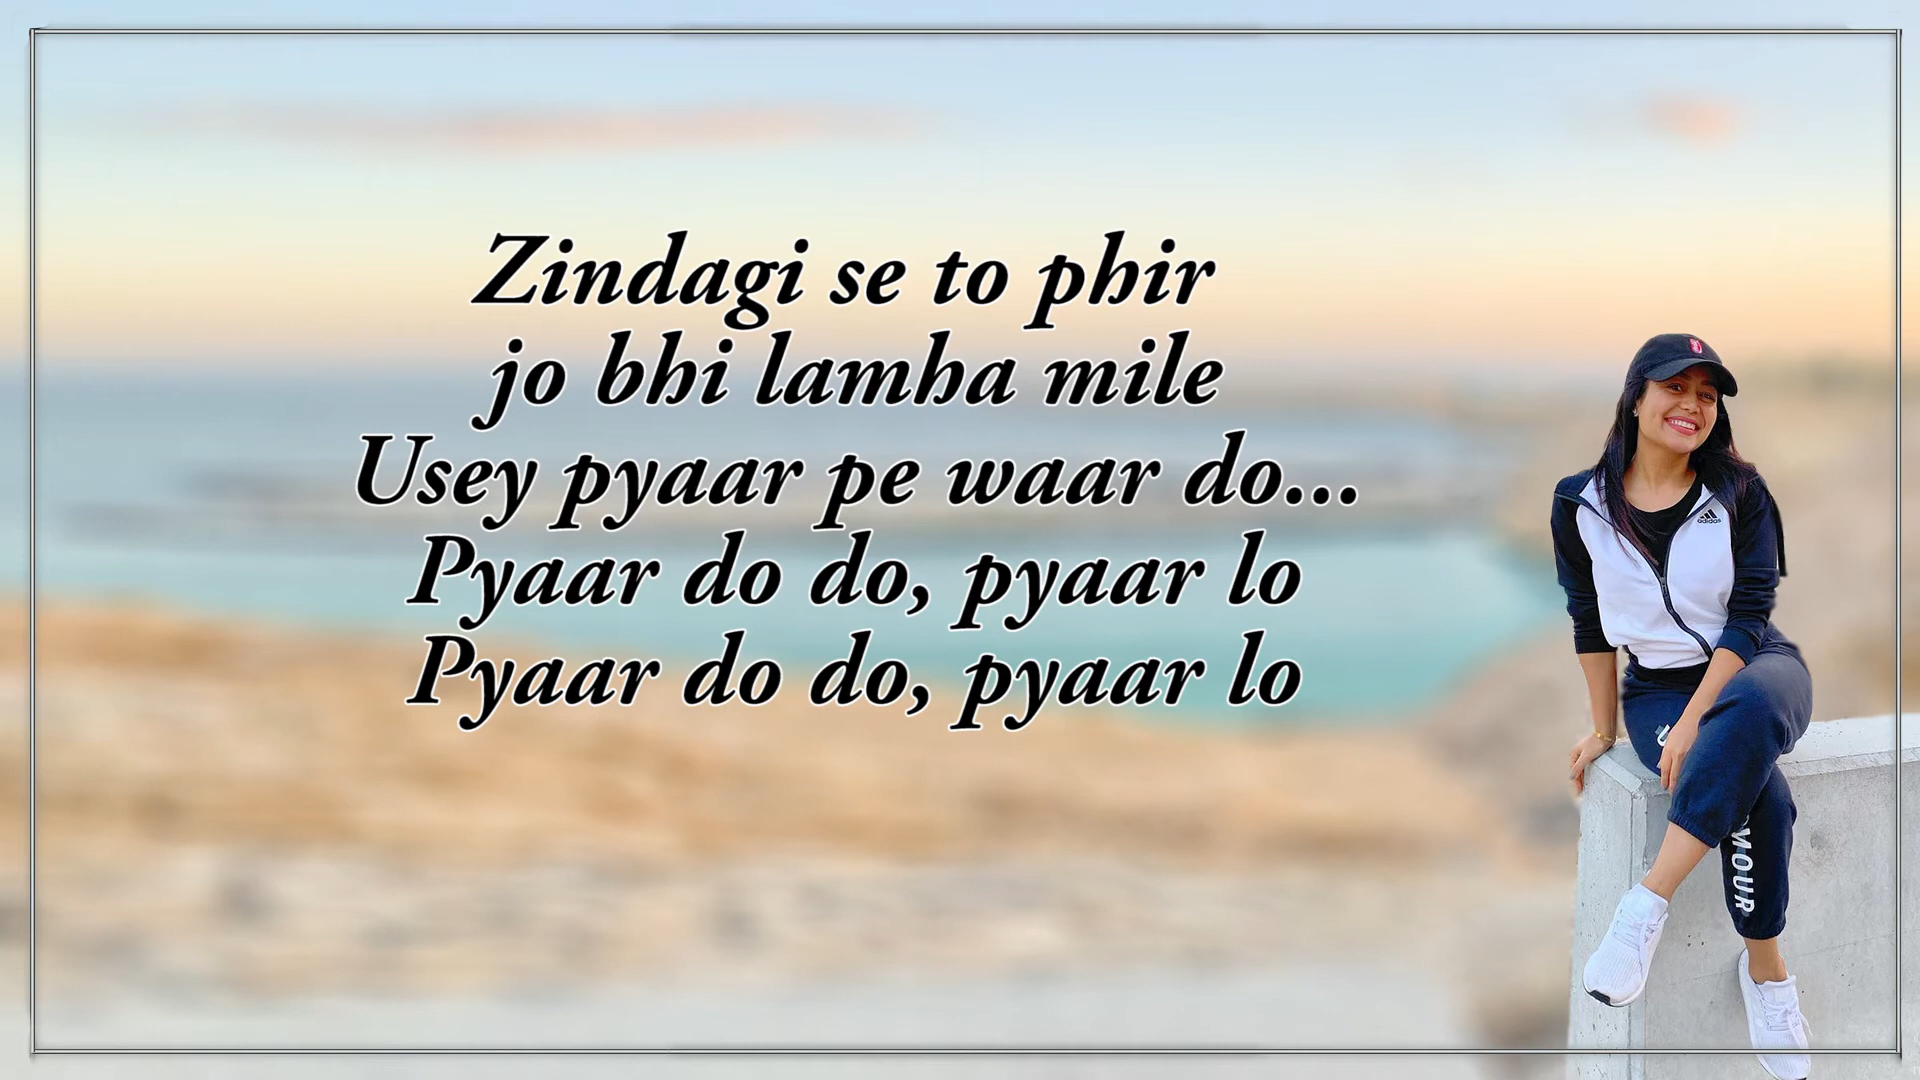 Zindagi se to phir
jo bhi lamha mile
Usey pyaar pe waar do...
Pyaar do do, pyaar lo
Pyaar do do, pyaar lo
adidas